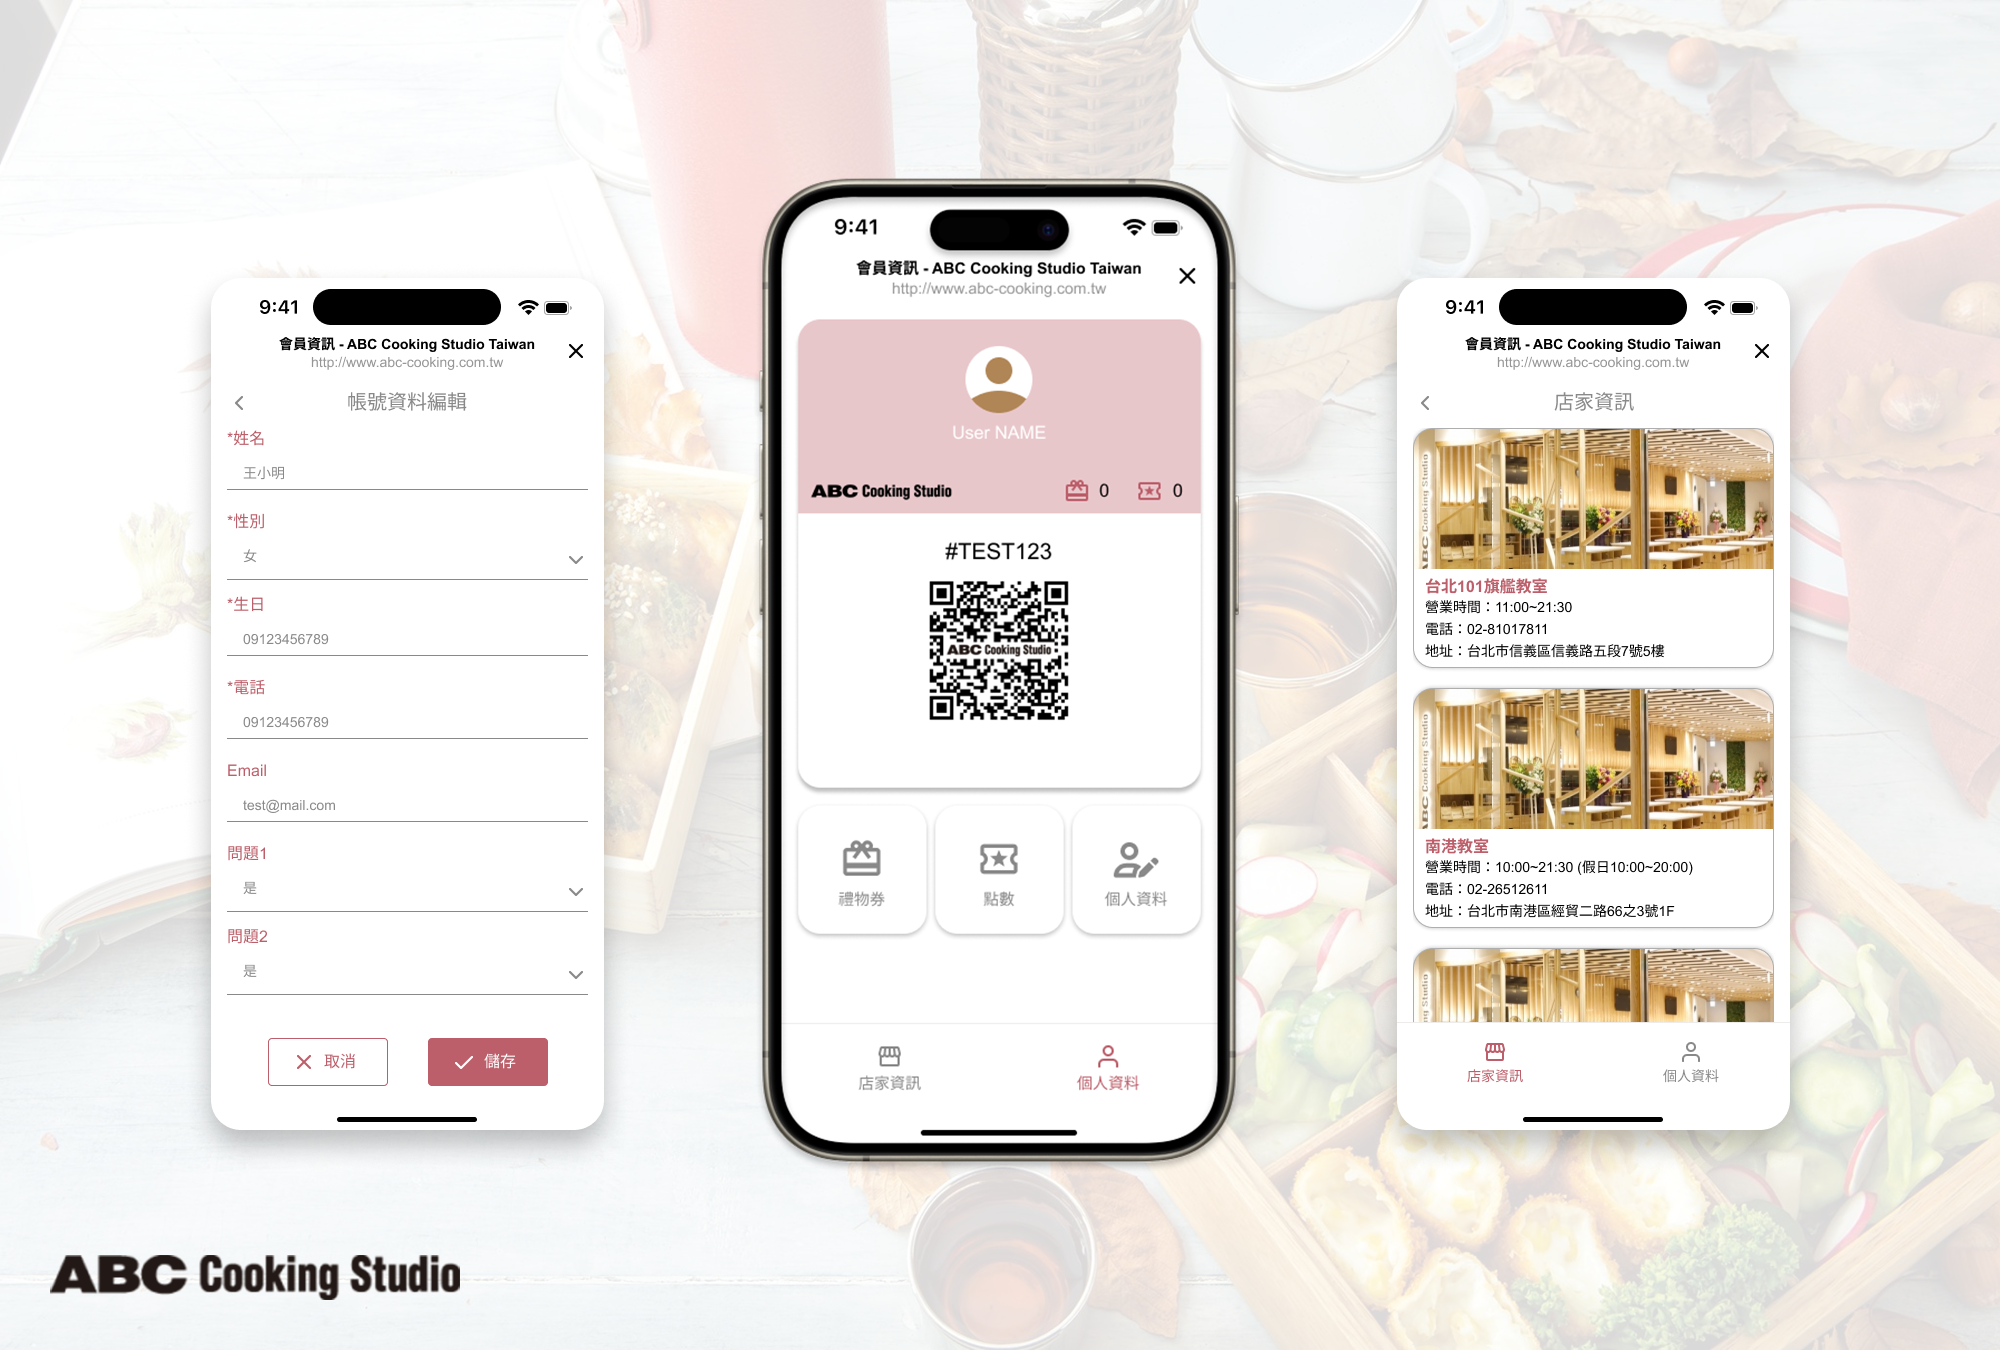 9:41
會員資訊 - ABC Cooking Studio Taiwan
http://www.abc-cooking.com.tw
帳號資料編輯
*姓名
王小明
*性別
女
*生日
09123456789
*電話
09123456789
Email
test@mail.com
問題1
是
問題2
是
取消
儲存
9:41
會員資訊 - ABC Cooking Studio Taiwan
http://www.abc-cooking.com.tw
User NAME
ABC Cooking Studio
0
0
#TEST123
ABC Cooking Studio
禮物券
點數
個人資料
店家資訊
個人資料
9:41
會員資訊 - ABC Cooking Studio Taiwan
http://www.abc-cooking.com.tw
店家資訊
ABC Cooking Studio
台北101旗艦教室
營業時間：11:00~21:30
電話：02-81017811
地址：台北市信義區信義路五段7號5樓
ABC Cooking Studio
南港教室
營業時間：10:00~21:30 (假日10:00~20:00)
電話：02-26512611
地址：台北市南港區經貿二路66之3號1F
Studio
店家資訊
個人資料
ABC Cooking Studio